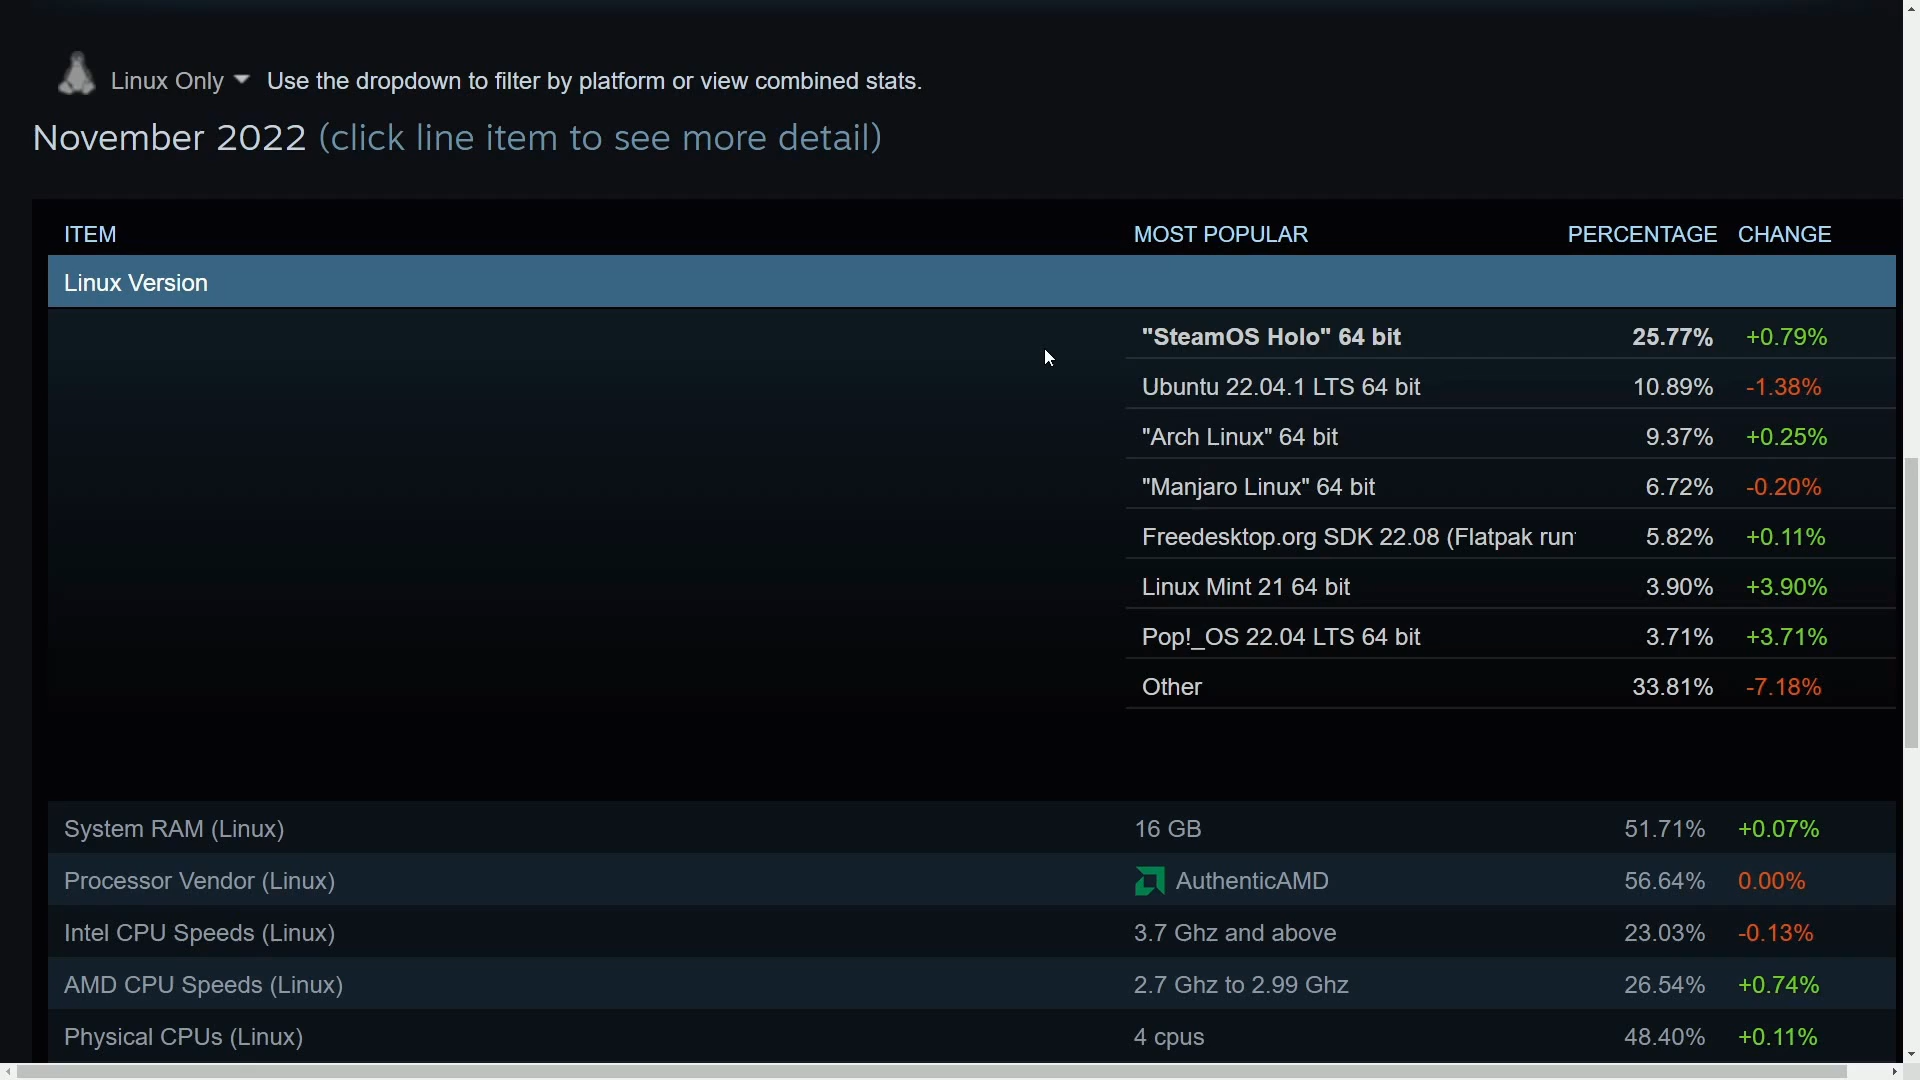 Linux Only Use the dropdown to filter by platform or view combined stats.
November 2022 (click line item to see more detail)
ITEM MOST POPULAR PERCENTAGE CHANGE
Linux Version
"SteamOS Holo" 64 bit 25.77% +0.79%
Ubuntu 22.04.1 LTS 64 bit 10.89% -1.38%
"Arch Linux" 64 bit 9.37% +0.25%
"Manjaro Linux" 64 bit 6.72% -0.20%
Freedesktop.org SDK 22.08 (Flatpak run 5.82% +0.11%
Linux Mint 21 64 bit 3.90% +3.90%
Pop!_OS 22.04 LTS 64 bit 3.71% +3.71%
Other 33.81% -7.18%
System RAM (Linux) 16 GB 51.71% +0.07%
Processor Vendor (Linux) AuthenticAMD 56.64% 0.00%
Intel CPU Speeds (Linux) 3.7 Ghz and above 23.03% -0.13%
AMD CPU Speeds (Linux) 2.7 Ghz to 2.99 Ghz 26.54% +0.74%
Physical CPUs (Linux) 4 cpus 48.40% +0.11%